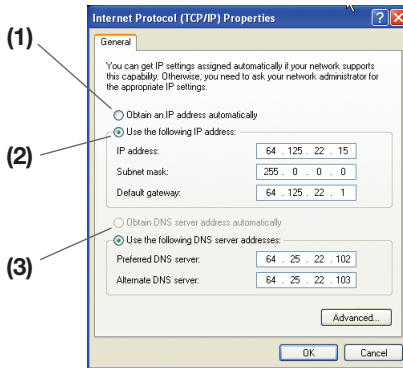 Internet Protocol (TCP/IP) Properties
General
You can get IP settings assigned automatically if your network supports
this capability. Otherwise, you need to ask your network administrator for
the appropriate IP settings.
(1)
Obtain an IP address automatically
(2)
Use the following IP address:
IP address: 64 . 125 . 22 . 15
Subnet mask: 255 . 0 . 0 . 0
Default gateway: 64 . 125 . 22 . 1
(3)
Obtain DNS server address automatically
Use the following DNS server addresses:
Preferred DNS server: 64 . 25 . 22 . 102
Alternate DNS server: 64 . 25 . 22 . 103
Advanced...
OK Cancel